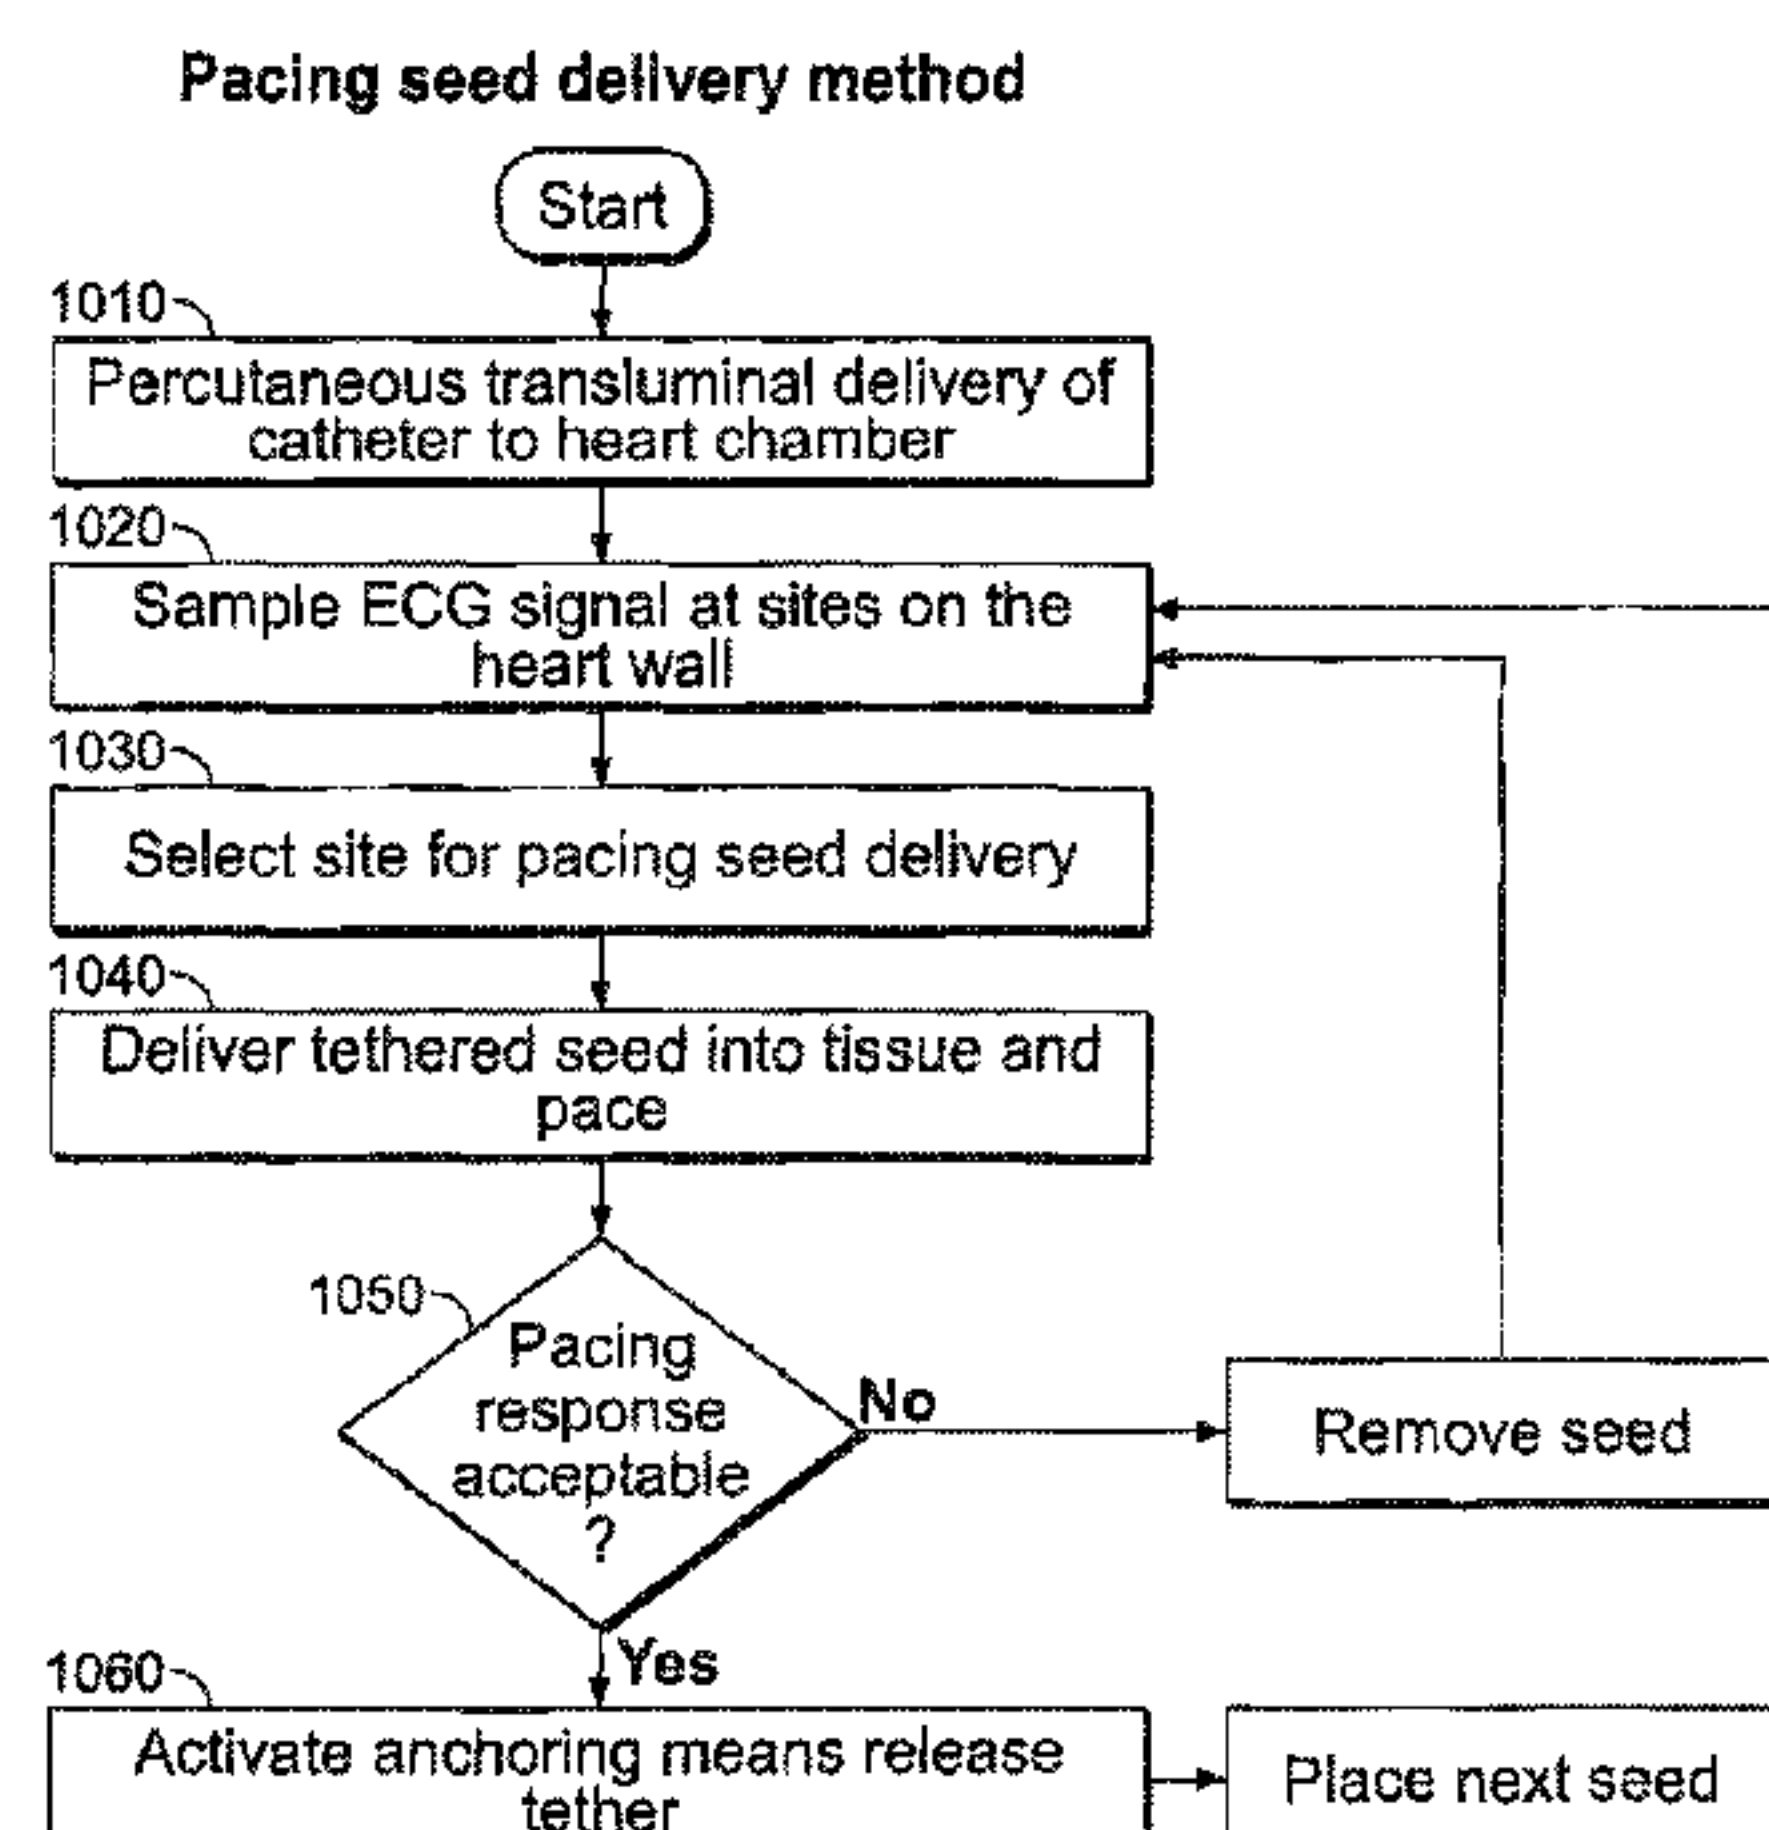 Pacing seed delivery method
Start
1010
Percutaneous transluminal delivery of
catheter to heart chamber
1020
Sample ECG signal at sites on the
heart wall
1030
Select site for pacing seed delivery
1040
Deliver tethered seed into tissue and
pace
1050
Pacing
response
acceptable
?
No
Remove seed
Yes
1060
Activate anchoring means release
tether
Place next seed